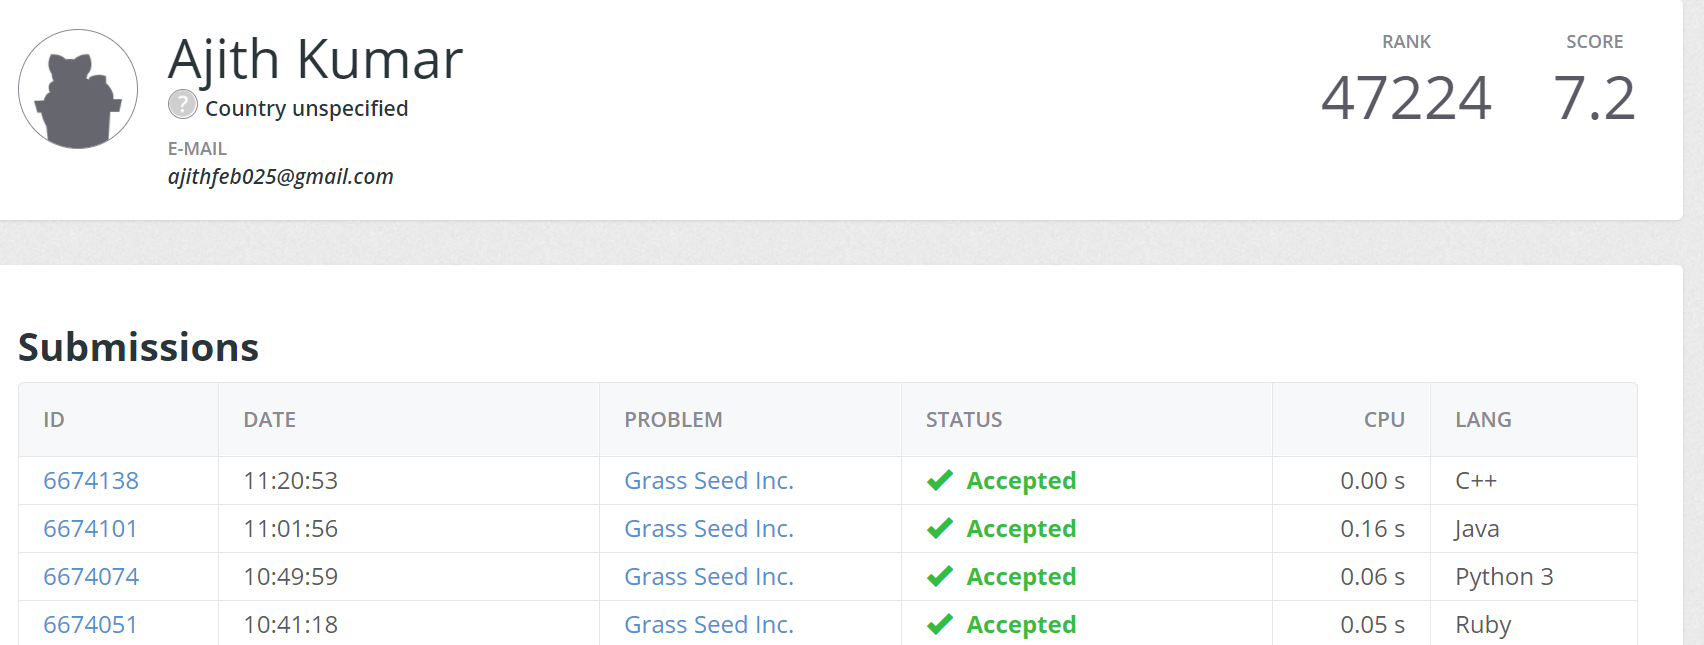 Ajith Kumar
? Country unspecified
E-MAIL
ajithfeb025@gmail.com
RANK SCORE
47224 7.2
Submissions
ID DATE PROBLEM STATUS CPU LANG
6674138 11:20:53 Grass Seed Inc. Accepted 0.00 s C++
6674101 11:01:56 Grass Seed Inc. Accepted 0.16 s Java
6674074 10:49:59 Grass Seed Inc. Accepted 0.06 s Python 3
6674051 10:41:18 Grass Seed Inc. Accepted 0.05 s Ruby